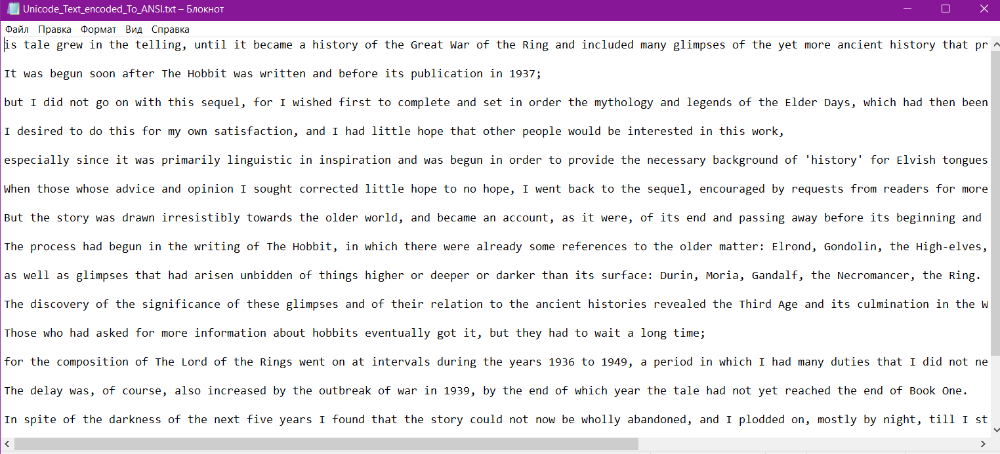 Unicode_Text_encoded_To_ANSI.txt – Блокнот
Файл Правка Формат Вид Справка
is tale grew in the telling, until it became a history of the Great War of the Ring and included many glimpses of the yet more ancient history that pr
It was begun soon after The Hobbit was written and before its publication in 1937;
but I did not go on with this sequel, for I wished first to complete and set in order the mythology and legends of the Elder Days, which had then been
I desired to do this for my own satisfaction, and I had little hope that other people would be interested in this work,
especially since it was primarily linguistic in inspiration and was begun in order to provide the necessary background of 'history' for Elvish tongues
When those whose advice and opinion I sought corrected little hope to no hope, I went back to the sequel, encouraged by requests from readers for more
But the story was drawn irresistibly towards the older world, and became an account, as it were, of its end and passing away before its beginning and
The process had begun in the writing of The Hobbit, in which there were already some references to the older matter: Elrond, Gondolin, the High-elves,
as well as glimpses that had arisen unbidden of things higher or deeper or darker than its surface: Durin, Moria, Gandalf, the Necromancer, the Ring.
The discovery of the significance of these glimpses and of their relation to the ancient histories revealed the Third Age and its culmination in the W
Those who had asked for more information about hobbits eventually got it, but they had to wait a long time;
for the composition of The Lord of the Rings went on at intervals during the years 1936 to 1949, a period in which I had many duties that I did not ne
The delay was, of course, also increased by the outbreak of war in 1939, by the end of which year the tale had not yet reached the end of Book One.
In spite of the darkness of the next five years I found that the story could not now be wholly abandoned, and I plodded on, mostly by night, till I st